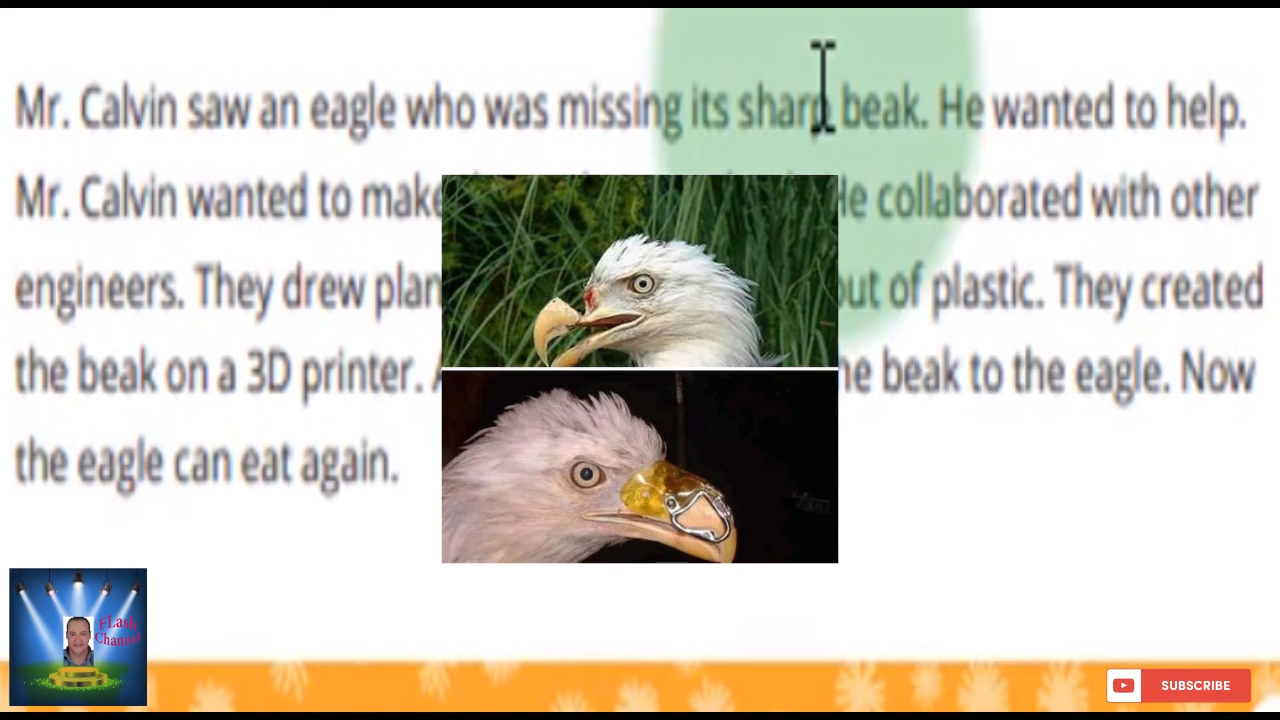 Mr. Calvin saw an eagle who was missing its sharp beak. He wanted to help.
Mr. Calvin wanted to make He collaborated with other
engineers. They drew plan out of plastic. They created
the beak on a 3D printer. A he beak to the eagle. Now
the eagle can eat again.
FLash
Channel
SUBSCRIBE